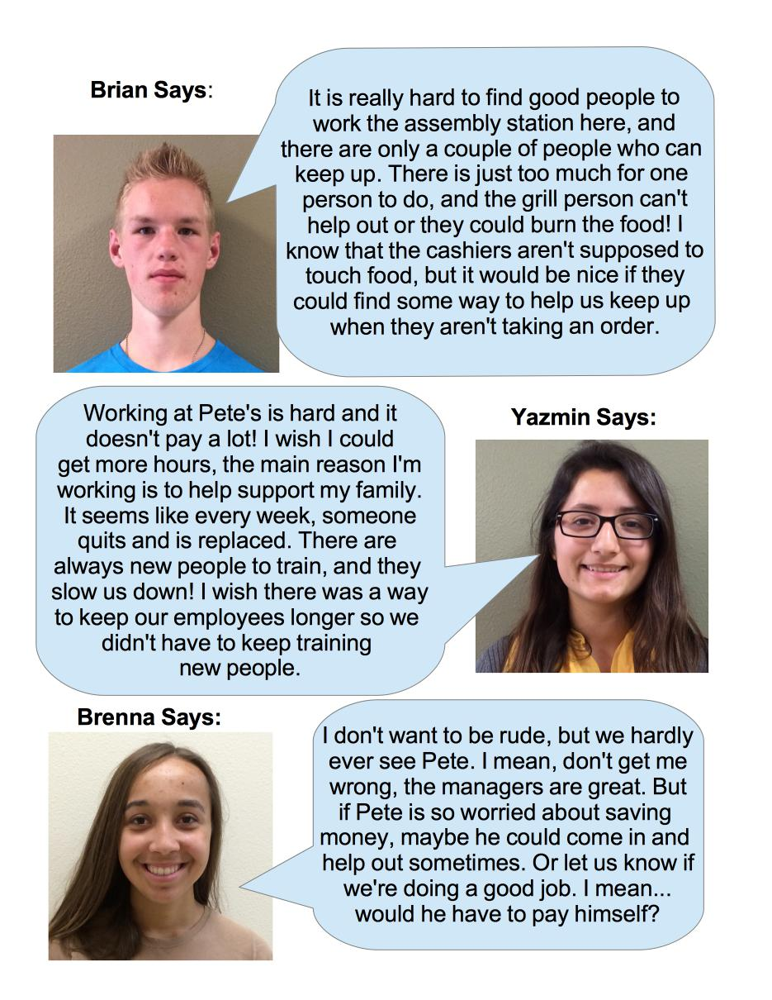 Brian Says:
It is really hard to find good people to
work the assembly station here, and
there are only a couple of people who can
keep up. There is just too much for one
person to do, and the grill person can't
help out or they could burn the food! I
know that the cashiers aren't supposed to
touch food, but it would be nice if they
could find some way to help us keep up
when they aren't taking an order.
Working at Pete's is hard and it
doesn't pay a lot! I wish I could
get more hours, the main reason I'm
working is to help support my family.
It seems like every week, someone
quits and is replaced. There are
always new people to train, and they
slow us down! I wish there was a way
to keep our employees longer so we
didn't have to keep training
new people.
Yazmin Says:
Brenna Says:
I don't want to be rude, but we hardly
ever see Pete. I mean, don't get me
wrong, the managers are great. But
if Pete is so worried about saving
money, maybe he could come in and
help out sometimes. Or let us know if
we're doing a good job. I mean...
would he have to pay himself?